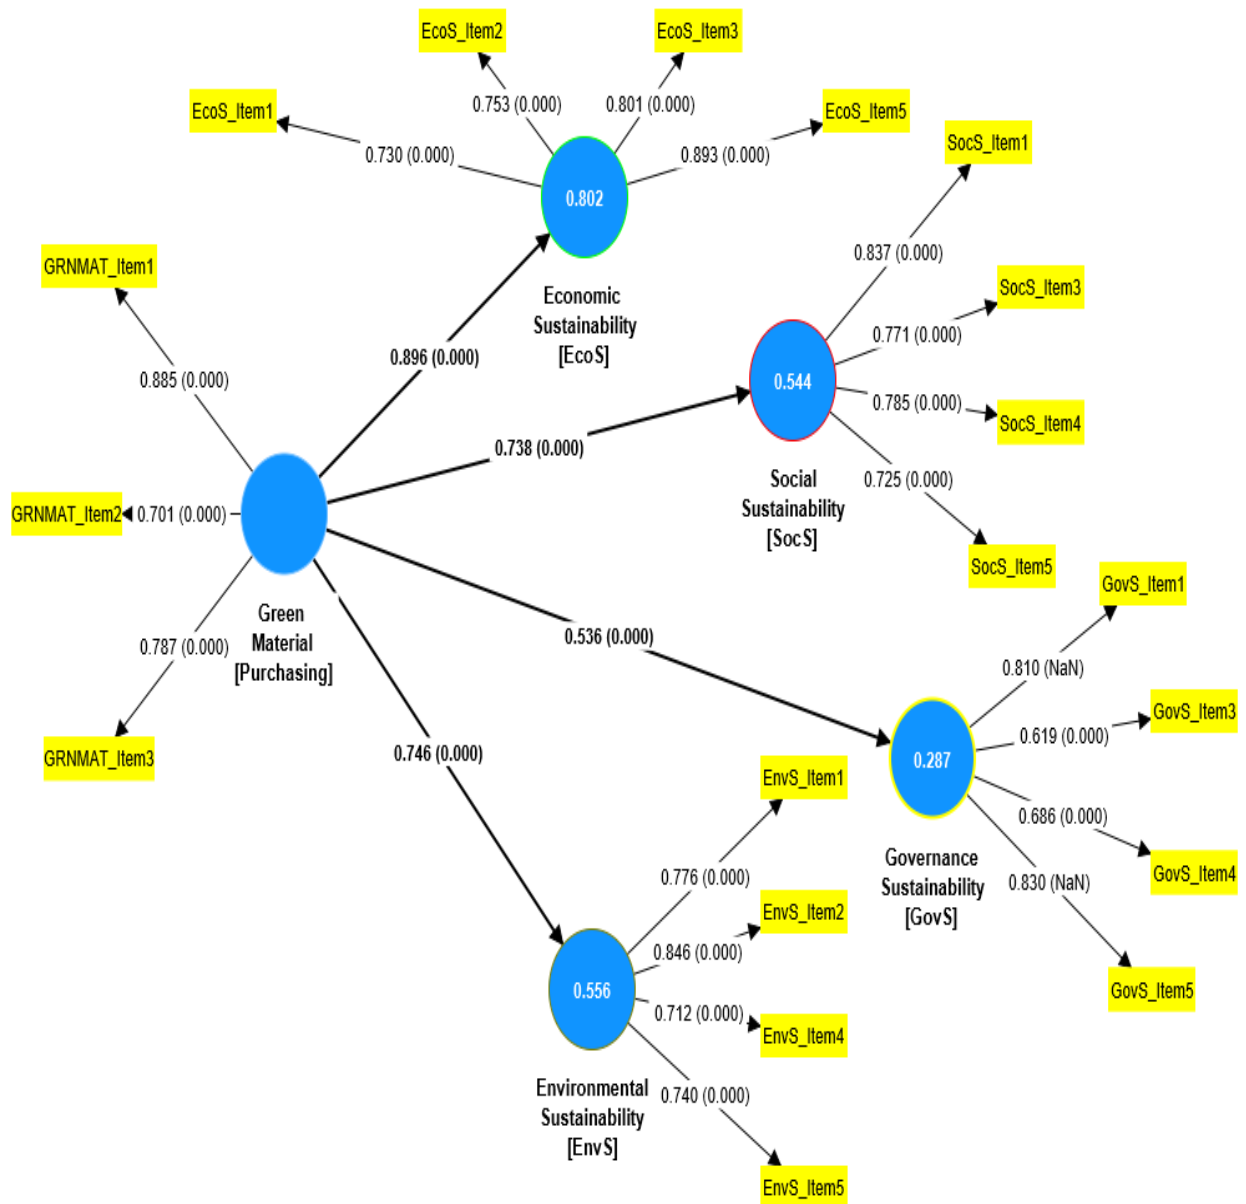 EcoS_Item2
EcoS_Item3
EcoS_Item1
EcoS_Item5
0.753 (0.000)
0.801 (0.000)
0.730 (0.000)
0.893 (0.000)
SocS_Item1
0.802
GRNMAT_Item1
0.837 (0.000)
SocS_Item3
Economic
Sustainability
[EcoS]
0.771 (0.000)
0.896 (0.000)
0.885 (0.000)
0.544
0.785 (0.000)
SocS_Item4
0.738 (0.000)
Social
Sustainability
[SocS]
0.725 (0.000)
GRNMAT_Item2
0.701 (0.000)
SocS_Item5
GovS_Item1
Green
Material
[Purchasing]
0.787 (0.000)
0.536 (0.000)
0.810 (NaN)
GovS_Item3
0.619 (0.000)
GRNMAT_Item3
0.746 (0.000)
0.287
EnvS_Item1
0.686 (0.000)
GovS_Item4
Governance
Sustainability
[GovS]
0.776 (0.000)
0.830 (NaN)
EnvS_Item2
0.846 (0.000)
0.556
GovS_Item5
0.712 (0.000)
EnvS_Item4
Environmental
Sustainability
[EnvS]
0.740 (0.000)
EnvS_Item5